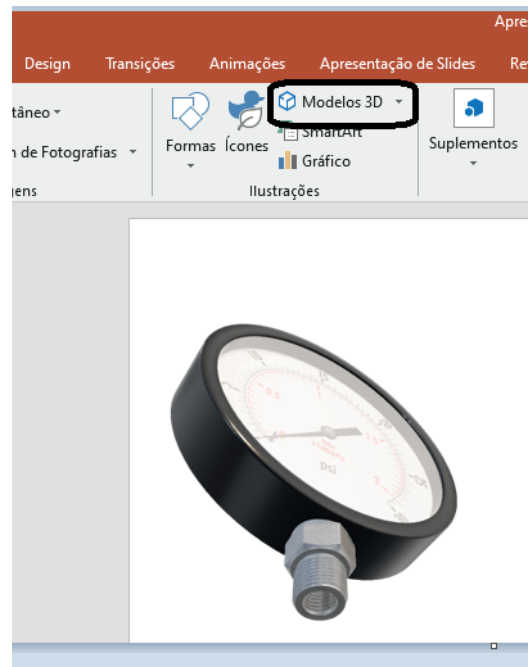 Apre
Design Transições Animações Apresentação de Slides Re
tâneo
n de Fotografias
Formas Ícones
Modelos 3D
SmartArt
Gráfico
Suplementos
gens
Ilustrações
psi